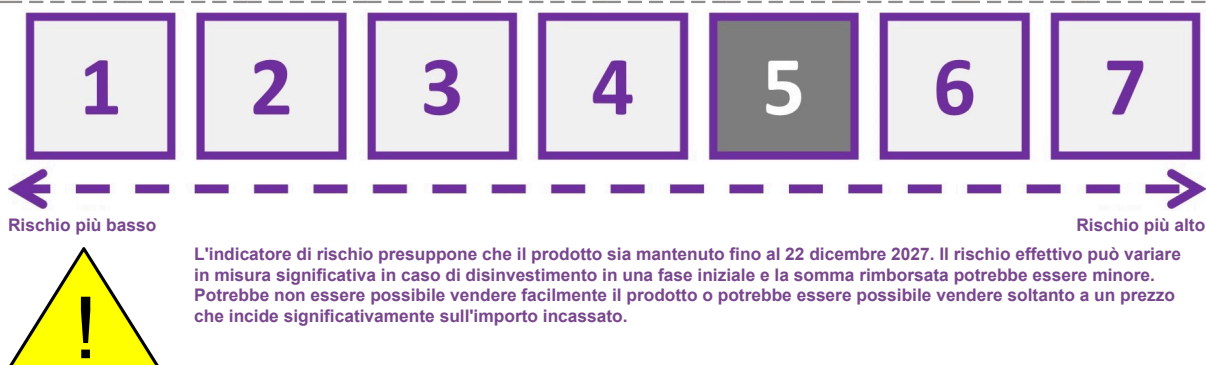 1 2 3 4 5 6 7
Rischio più basso Rischio più alto
!
L'indicatore di rischio presuppone che il prodotto sia mantenuto fino al 22 dicembre 2027. Il rischio effettivo può variare
in misura significativa in caso di disinvestimento in una fase iniziale e la somma rimborsata potrebbe essere minore.
Potrebbe non essere possibile vendere facilmente il prodotto o potrebbe essere possibile vendere soltanto a un prezzo
che incide significativamente sull'importo incassato.